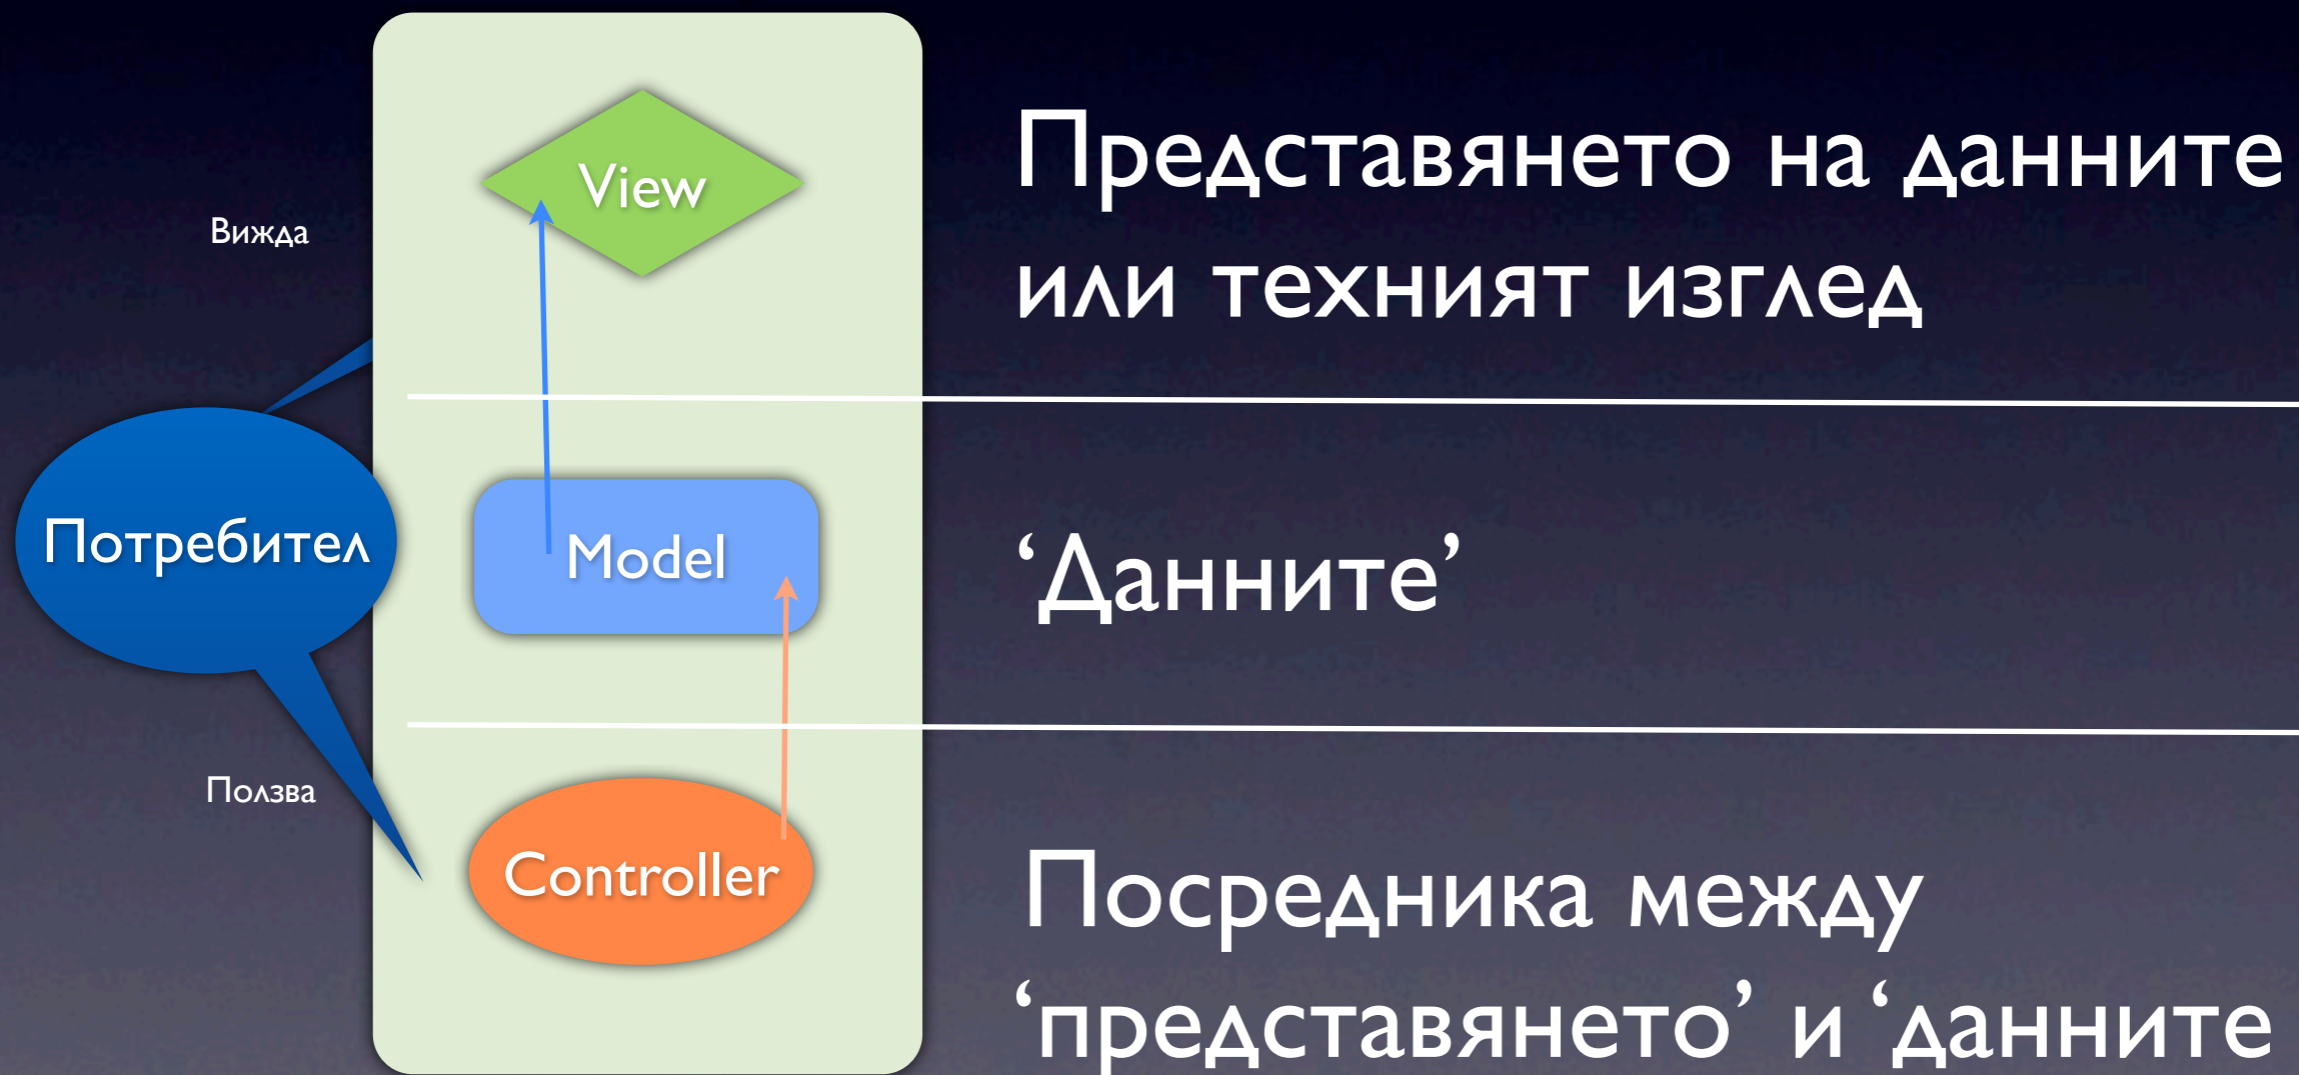 View
Представянето на данните
или техният изглед
Вижда
Потребител
Model
‘Данните’
Ползва
Controller
Посредника между
‘представянето’ и ‘данните